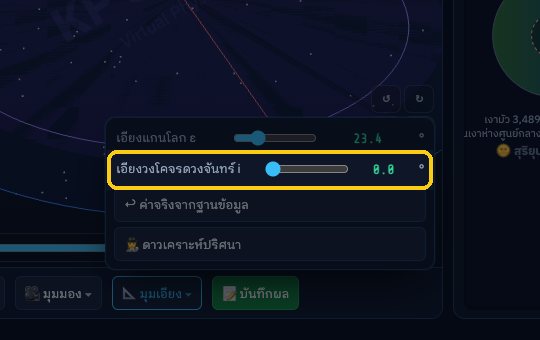 ↺ ↻
เงามัว 3,489
เอียงแกนโลก ε 23.4 °
สุริยุ
เอียงวงโคจรดวงจันทร์ i 0.0 °
↩ ค่าจริงจากฐานข้อมูล
ดาวเคราะห์ปริศนา
มุมมอง
มุมเอียง
บันทึกผล